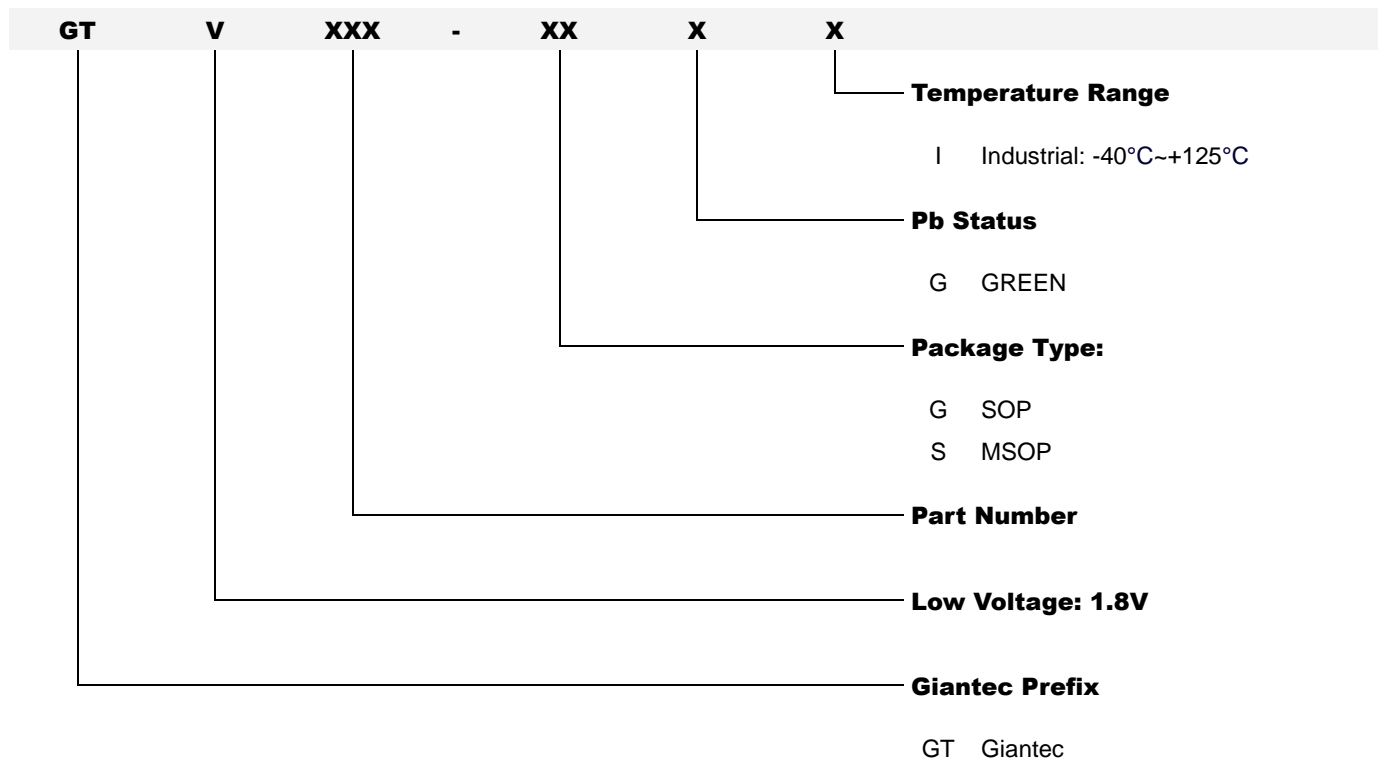 GT V XXX - XX X X
Temperature Range
I Industrial: -40°C~+125°C
Pb Status
G GREEN
Package Type:
G SOP
S MSOP
Part Number
Low Voltage: 1.8V
Giantec Prefix
GT Giantec